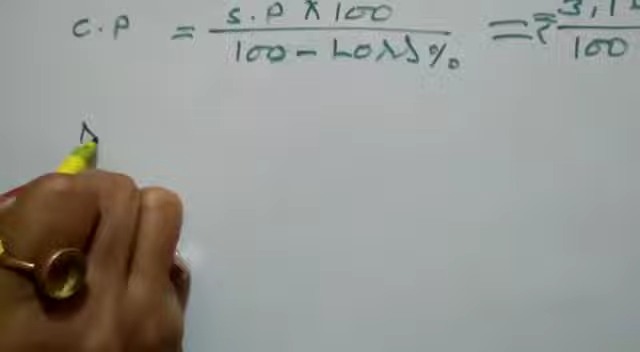 C.P = S.P X 100 / 100 - Loss% = ₹ 3,1 / 100